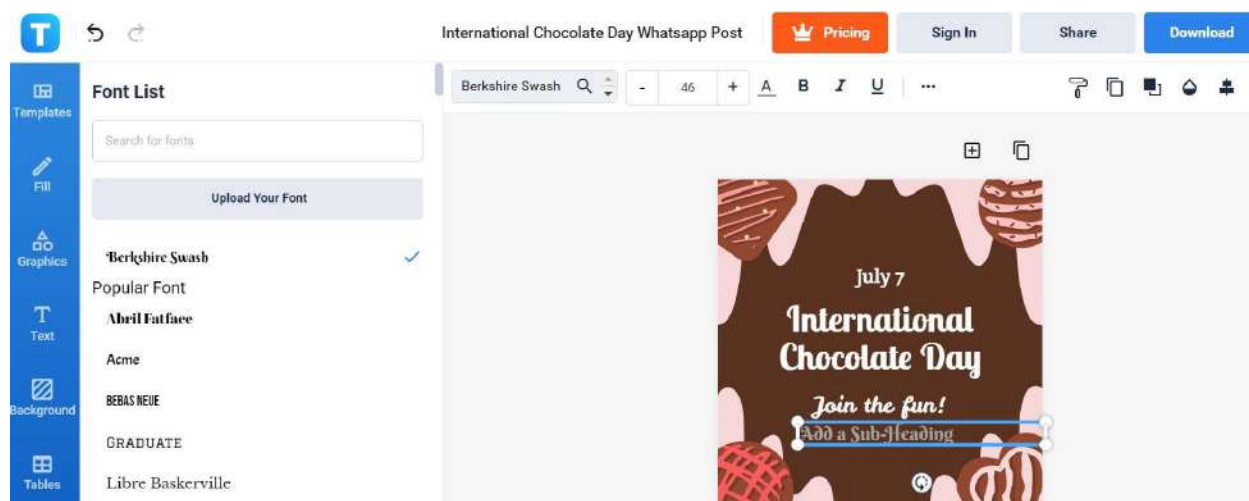 T
International Chocolate Day Whatsapp Post
Pricing
Sign In
Share
Download
Templates
Fill
Graphics
Text
Background
Tables
Font List
Search for fonts
Upload Your Font
Berkshire Swash
Popular Font
Abril Fatface
Acme
BEBAS NEUE
GRADUATE
Libre Baskerville
Berkshire Swash
- 46 + A B I U ...
July 7
International
Chocolate Day
Join the fun!
Add a Sub-Heading